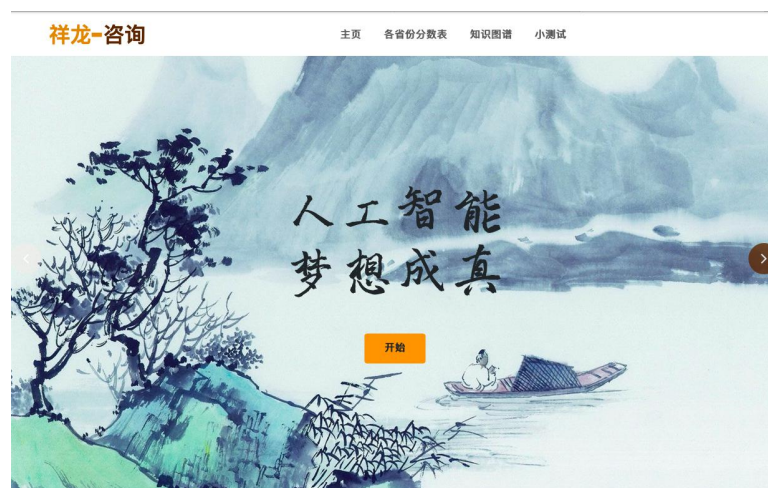 祥龙-咨询
主页 各省份分数表 知识图谱 小测试
人工智能
梦想成真
开始